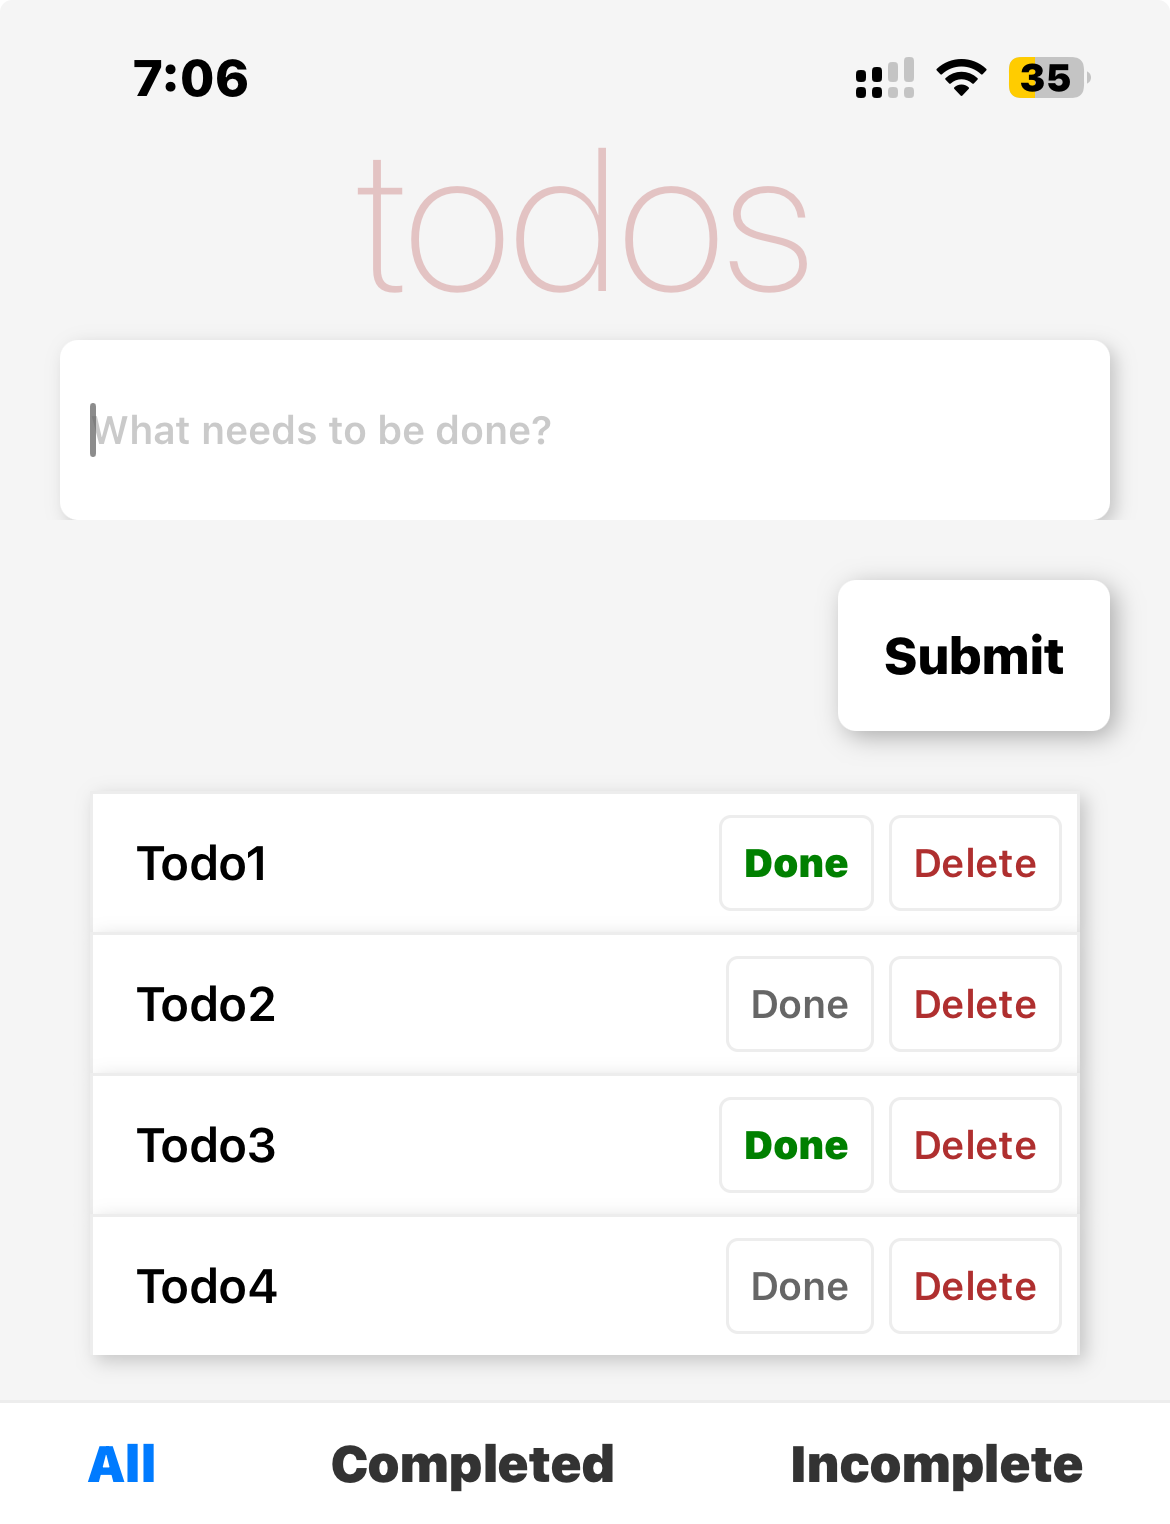 7:06 35
todos
What needs to be done?
Submit
Todo1 Done Delete
Todo2 Done Delete
Todo3 Done Delete
Todo4 Done Delete
All Completed Incomplete